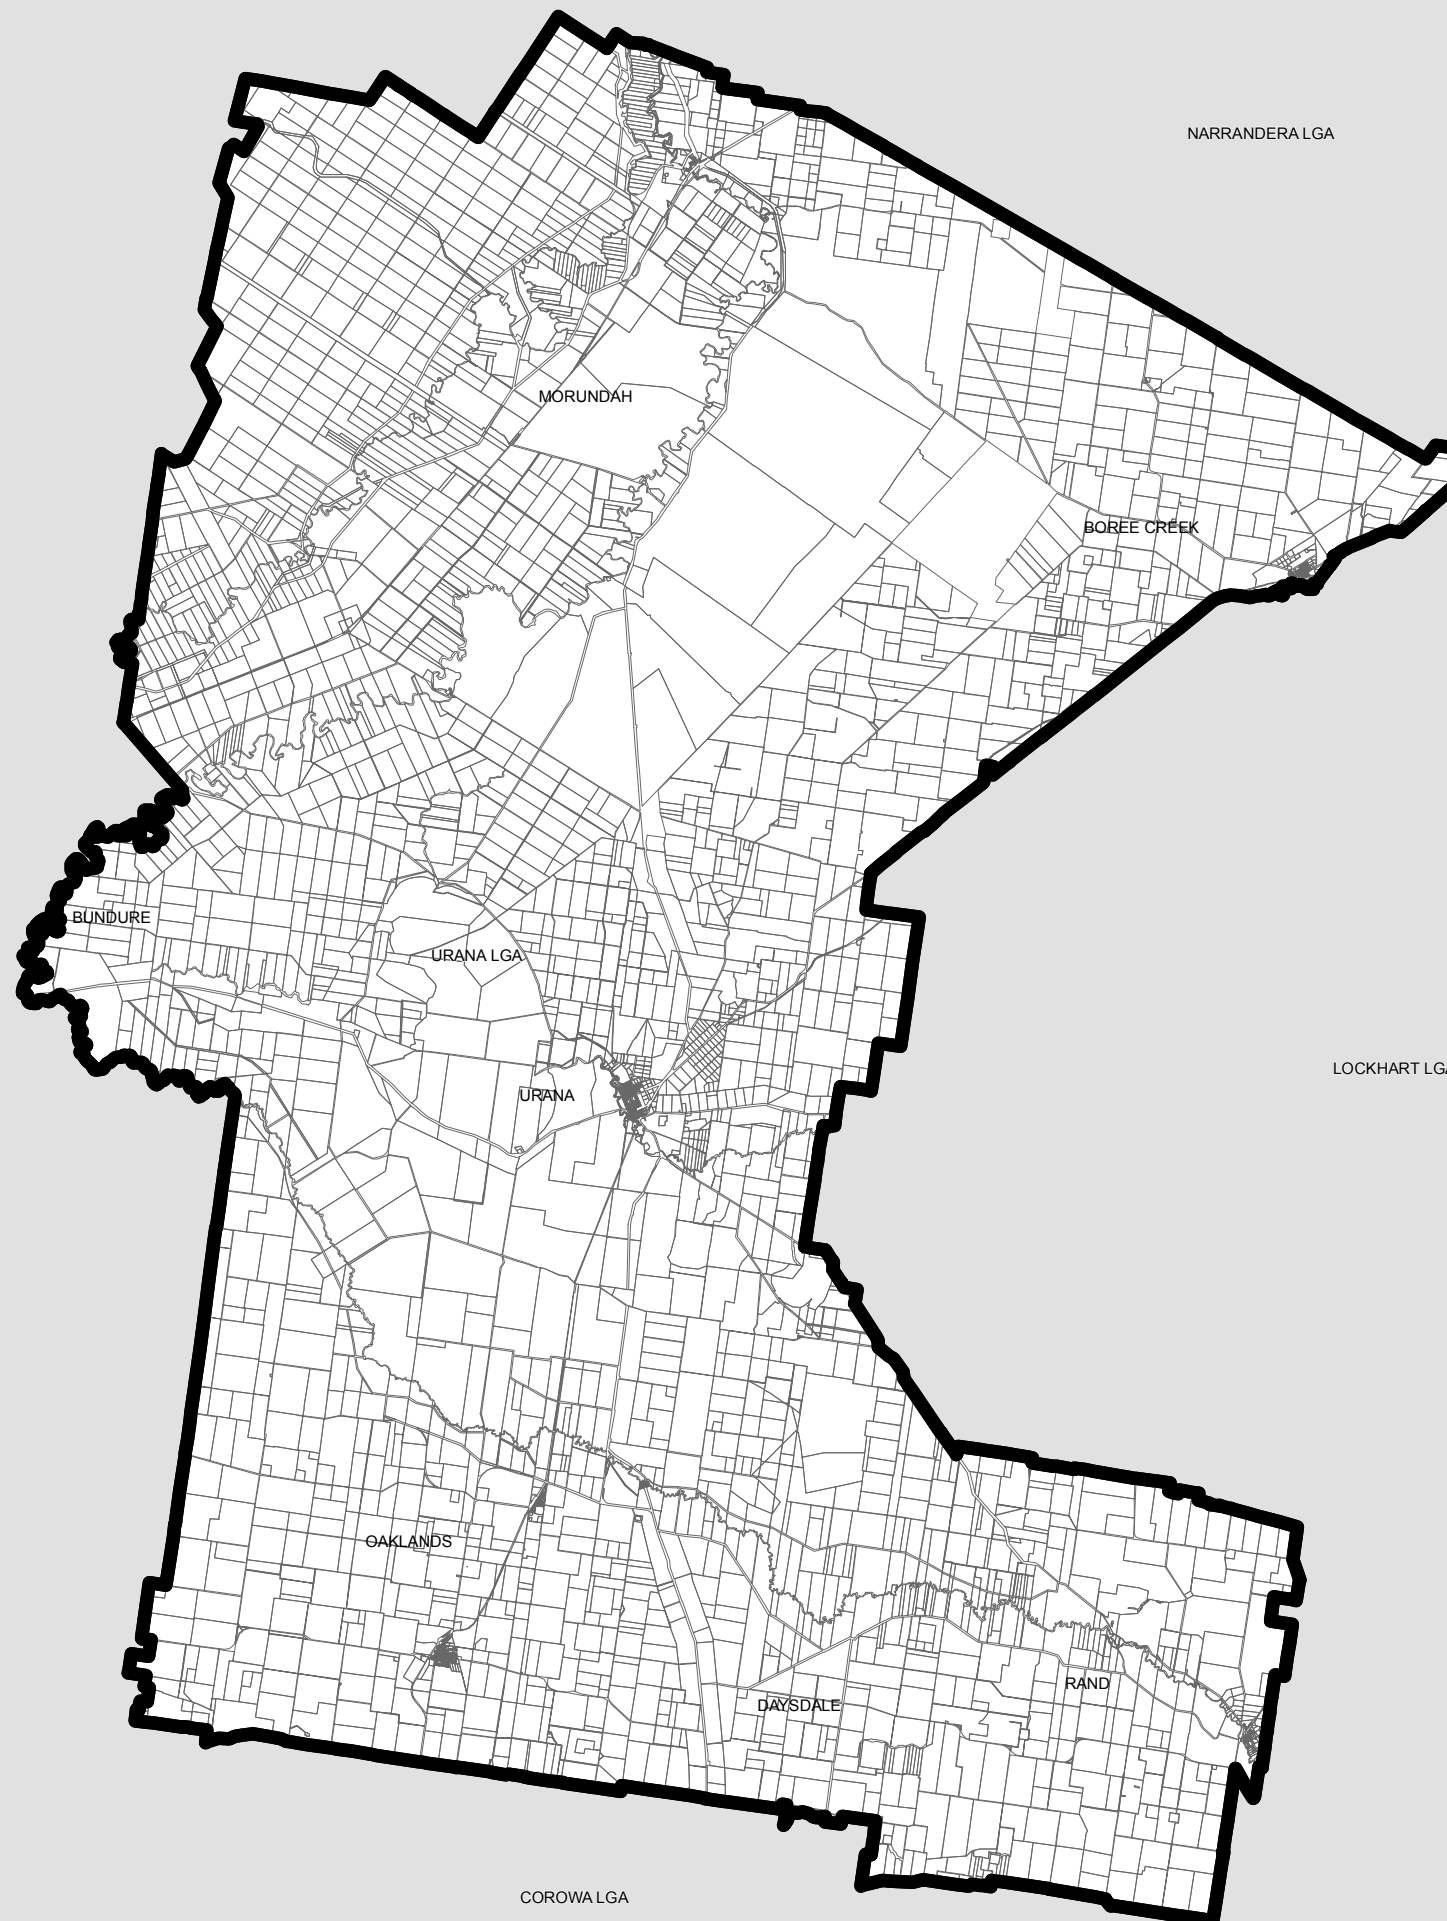 NARRANDERA LGA
MORUNDAH
BOREE CREEK
BUNDURE
URANA LGA
LOCKHART LGA
URANA
OAKLANDS
RAND
DAYSDALE
COROWA LGA